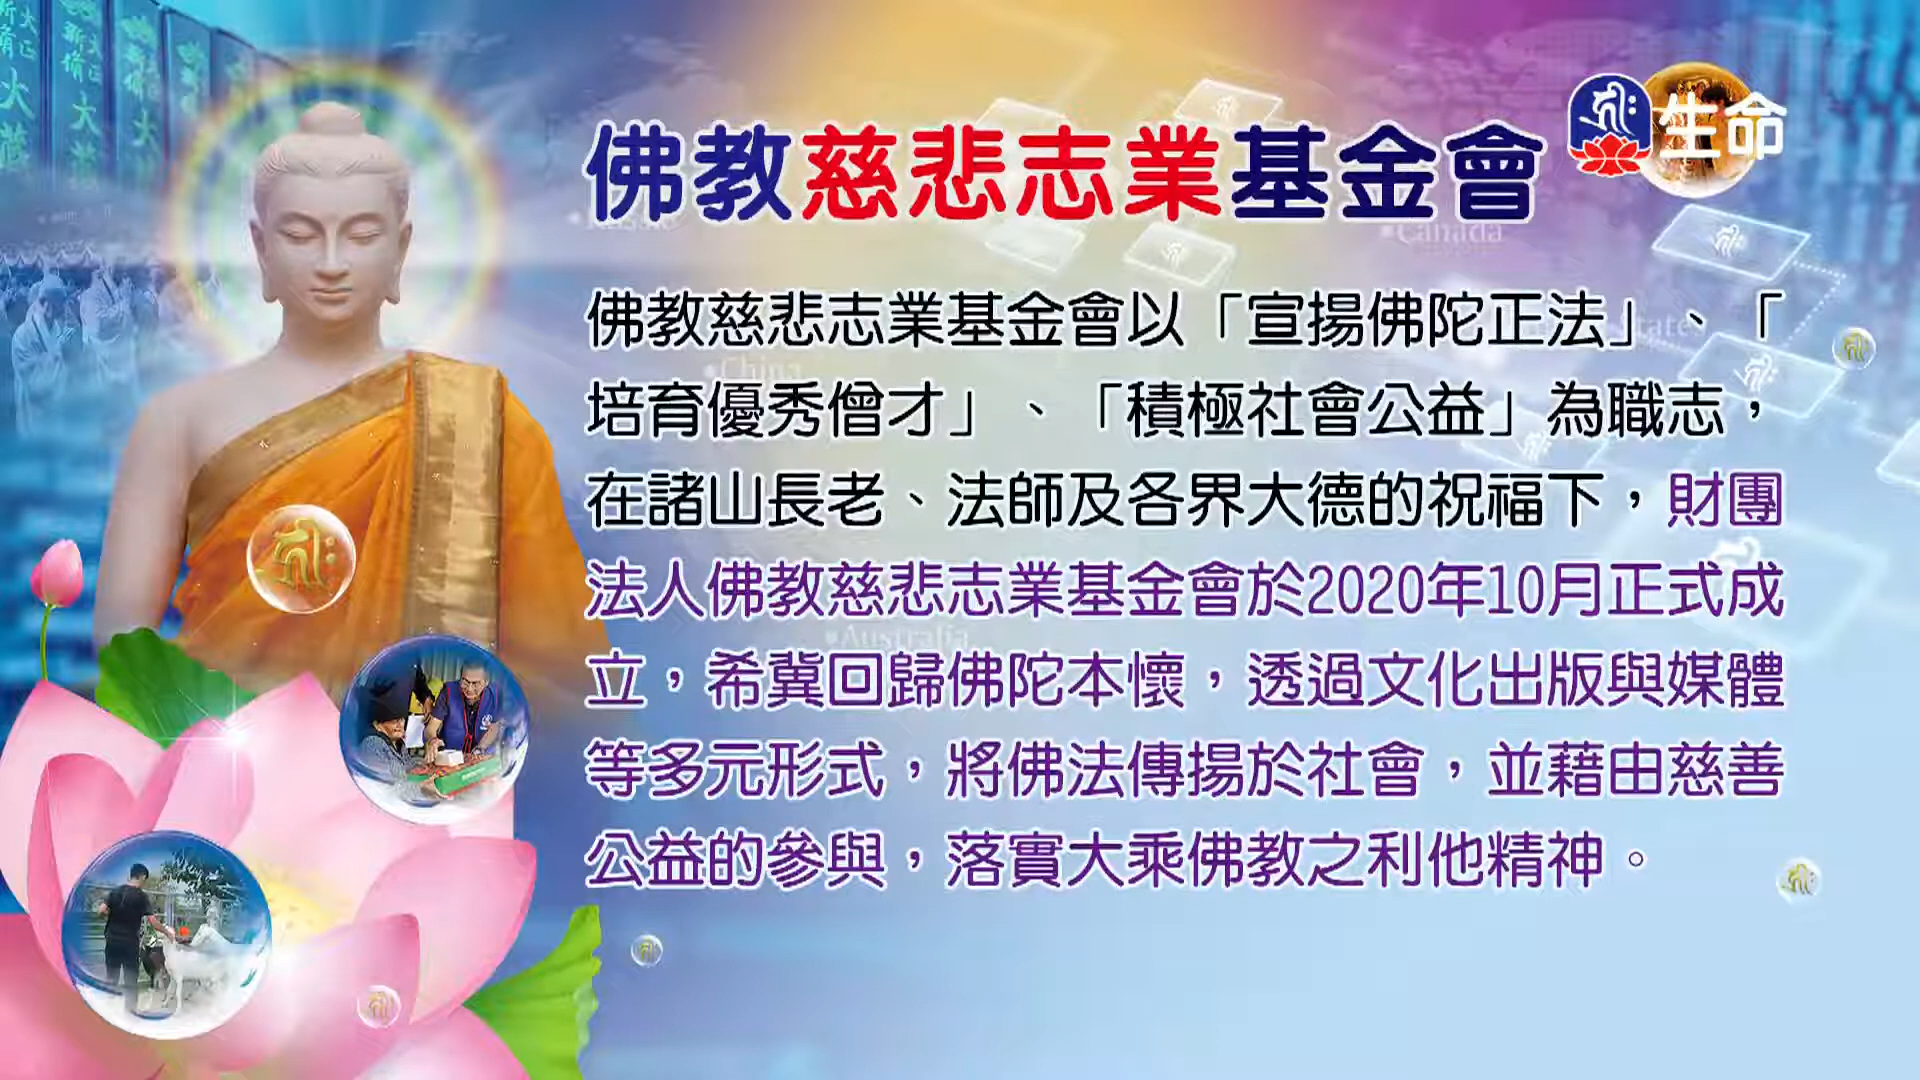 佛教慈悲志業基金會
生命
佛教慈悲志業基金會以「宣揚佛陀正法」、「
培育優秀僧才」、「積極社會公益」為職志，
在諸山長老、法師及各界大德的祝福下，財團
法人佛教慈悲志業基金會於2020年10月正式成
立，希冀回歸佛陀本懷，透過文化出版與媒體
等多元形式，將佛法傳揚於社會，並藉由慈善
公益的參與，落實大乘佛教之利他精神。
Canada
China
State
Australia